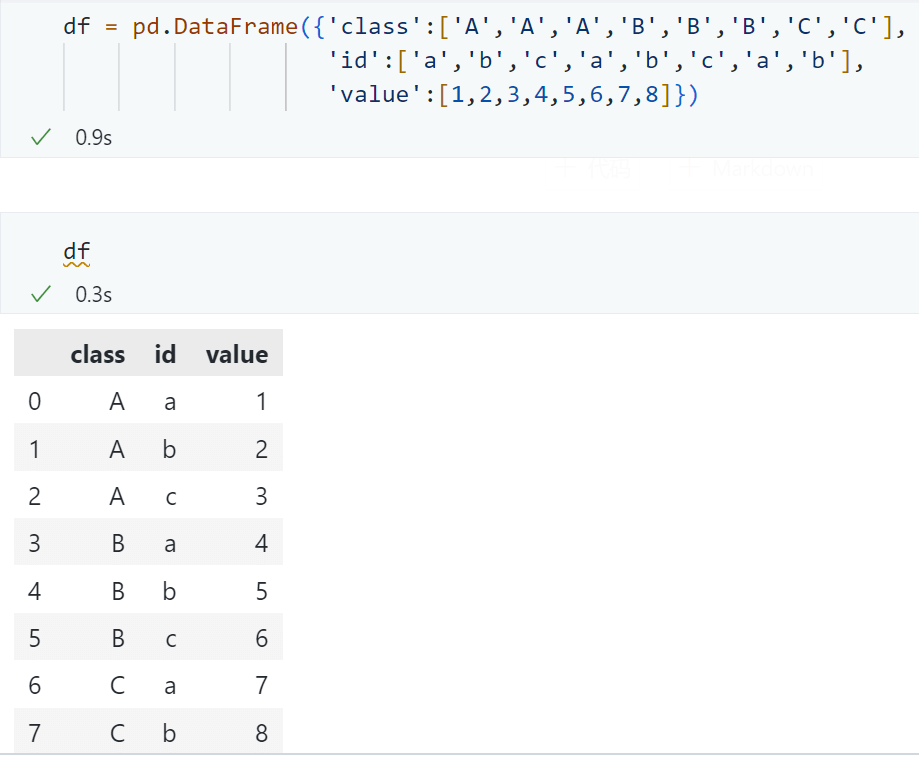 df = pd.DataFrame({'class':['A','A','A','B','B','B','C','C'],
'id':['a','b','c','a','b','c','a','b'],
'value':[1,2,3,4,5,6,7,8]})
0.9s
+ 代码 + Markdown
df
0.3s
class id value
0 A a 1
1 A b 2
2 A c 3
3 B a 4
4 B b 5
5 B c 6
6 C a 7
7 C b 8